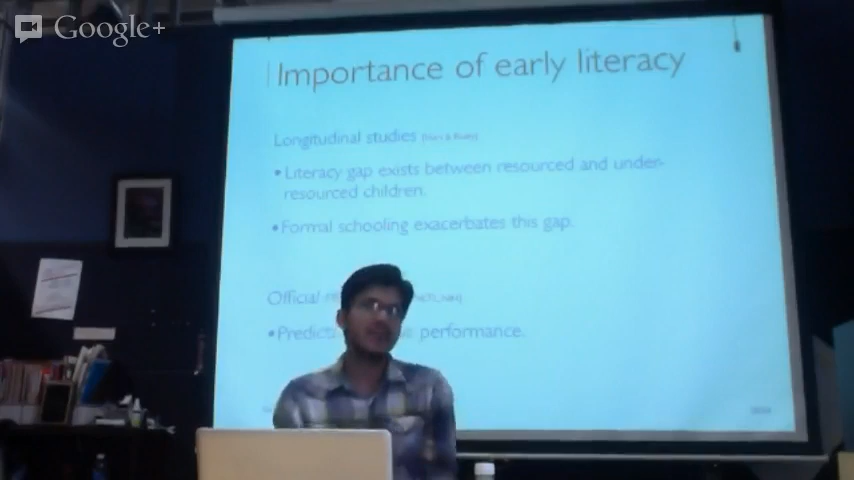 Google+
Importance of early literacy
Longitudinal studies
• Literacy gap exists between resourced and under-
resourced children.
• Formal schooling exacerbates this gap.
Official
• performance.